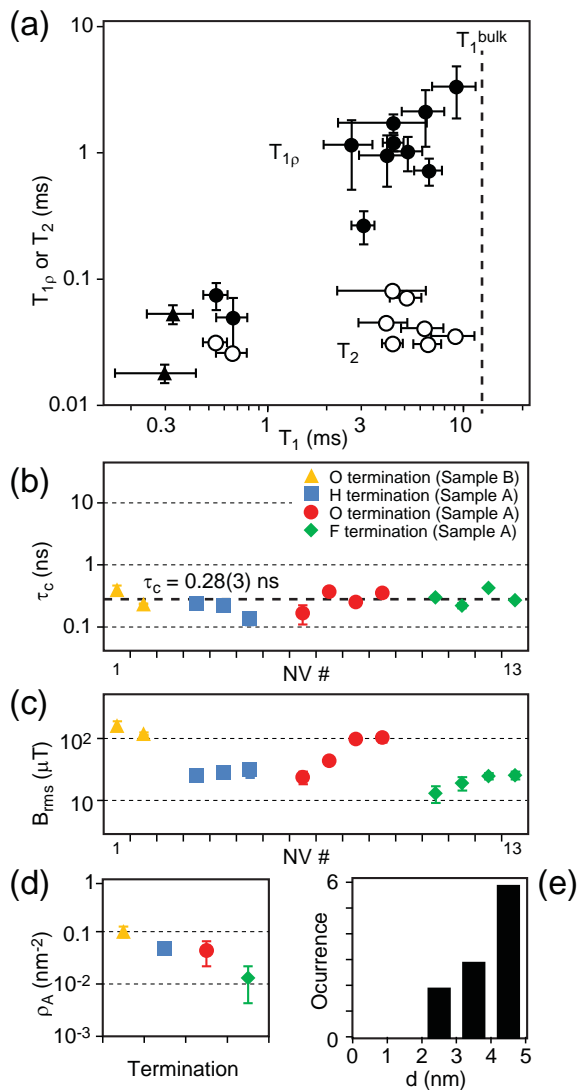 (a)
T₁ᵇᵘˡᵏ
10
1
0.1
0.01
T₁ρ or T₂ (ms)
T₁ρ
T₂
0.3
1
3
10
T₁ (ms)
(b)
O termination (Sample B)
H termination (Sample A)
O termination (Sample A)
F termination (Sample A)
10
1
0.1
τc (ns)
τc = 0.28(3) ns
1
NV #
13
(c)
10²
10
Brms (μT)
1
NV #
13
(d)
1
0.1
10⁻²
10⁻³
ρA (nm⁻²)
Termination
(e)
6
0
Ocurrence
0 1 2 3 4 5
d (nm)